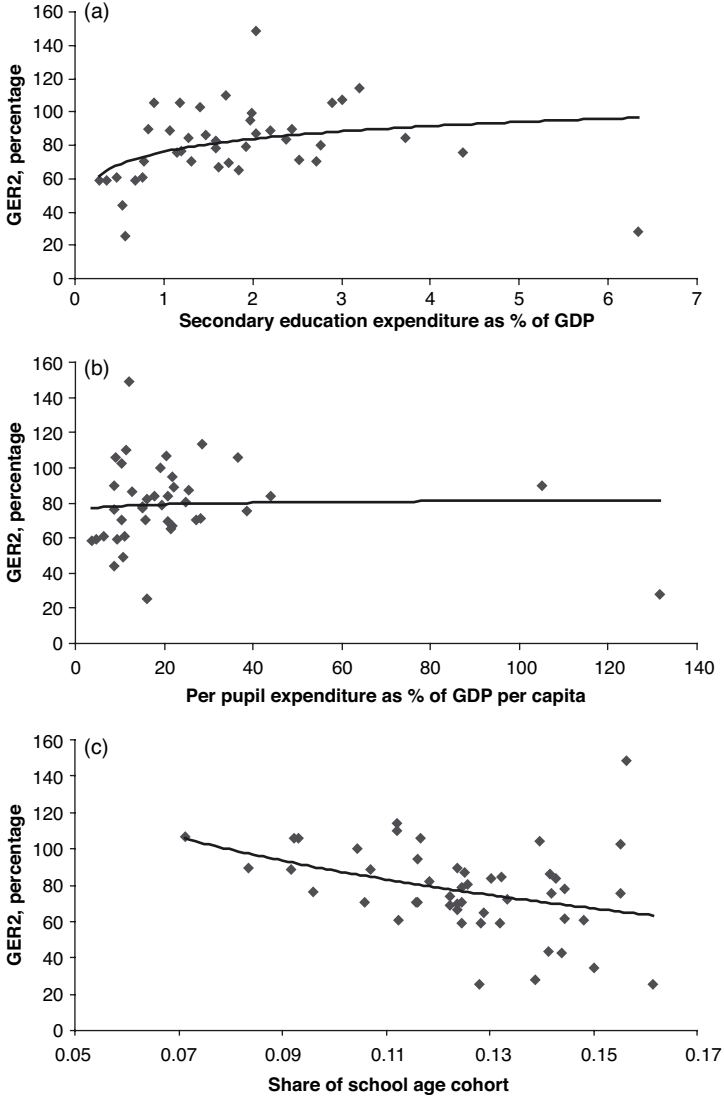 (a)
160
140
120
100
80
60
40
20
0
GER2, percentage
0 1 2 3 4 5 6 7
Secondary education expenditure as % of GDP
(b)
160
140
120
100
80
60
40
20
0
GER2, percentage
0 20 40 60 80 100 120 140
Per pupil expenditure as % of GDP per capita
(c)
160
140
120
100
80
60
40
20
0
GER2, percentage
0.05 0.07 0.09 0.11 0.13 0.15 0.17
Share of school age cohort